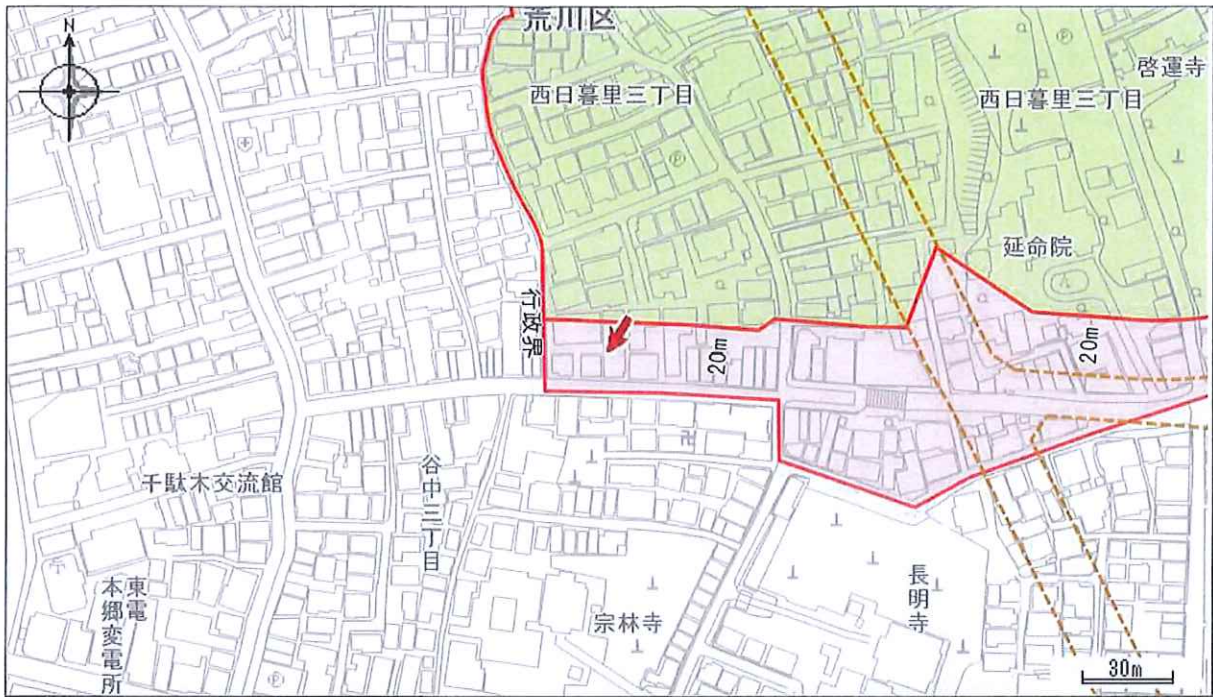 荒川区
N
西日暮里三丁目
西日暮里三丁目
啓運寺
延命院
行政界
20m
20m
千駄木交流館
谷中三丁目
東電
本郷変電所
宗林寺
長明寺
30m
P
P
P